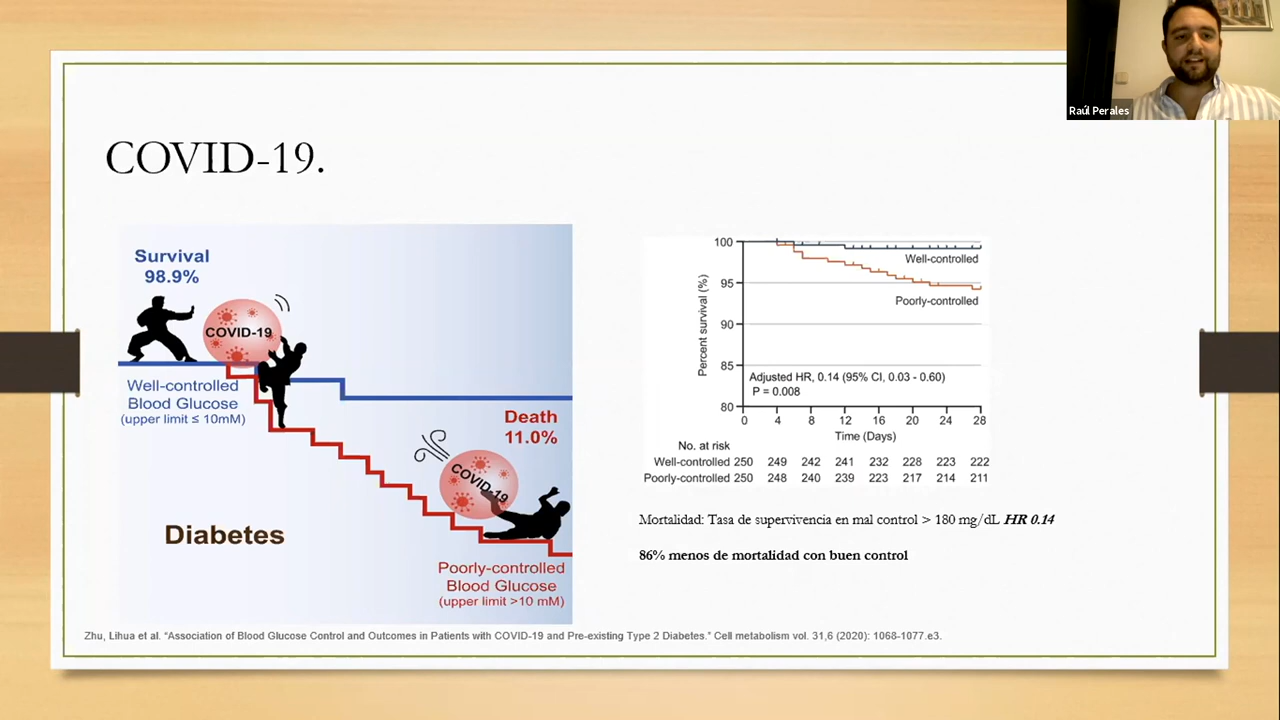 Raúl Perales
COVID-19.
Survival
98.9%
COVID-19
Well-controlled
Blood Glucose
(upper limit ≤ 10mM)
Death
11.0%
COVID-19
Diabetes
Poorly-controlled
Blood Glucose
(upper limit >10 mM)
Percent survival (%)
100
95
90
85
80
Well-controlled
Poorly-controlled
Adjusted HR, 0.14 (95% CI, 0.03 - 0.60)
P = 0.008
0 4 8 12 16 20 24 28
Time (Days)
No. at risk
Well-controlled 250 249 242 241 232 228 223 222
Poorly-controlled 250 248 240 239 223 217 214 211
Mortalidad: Tasa de supervivencia en mal control > 180 mg/dL HR 0.14
86% menos de mortalidad con buen control
Zhu, Lihua et al. “Association of Blood Glucose Control and Outcomes in Patients with COVID-19 and Pre-existing Type 2 Diabetes.” Cell metabolism vol. 31,6 (2020): 1068-1077.e3.